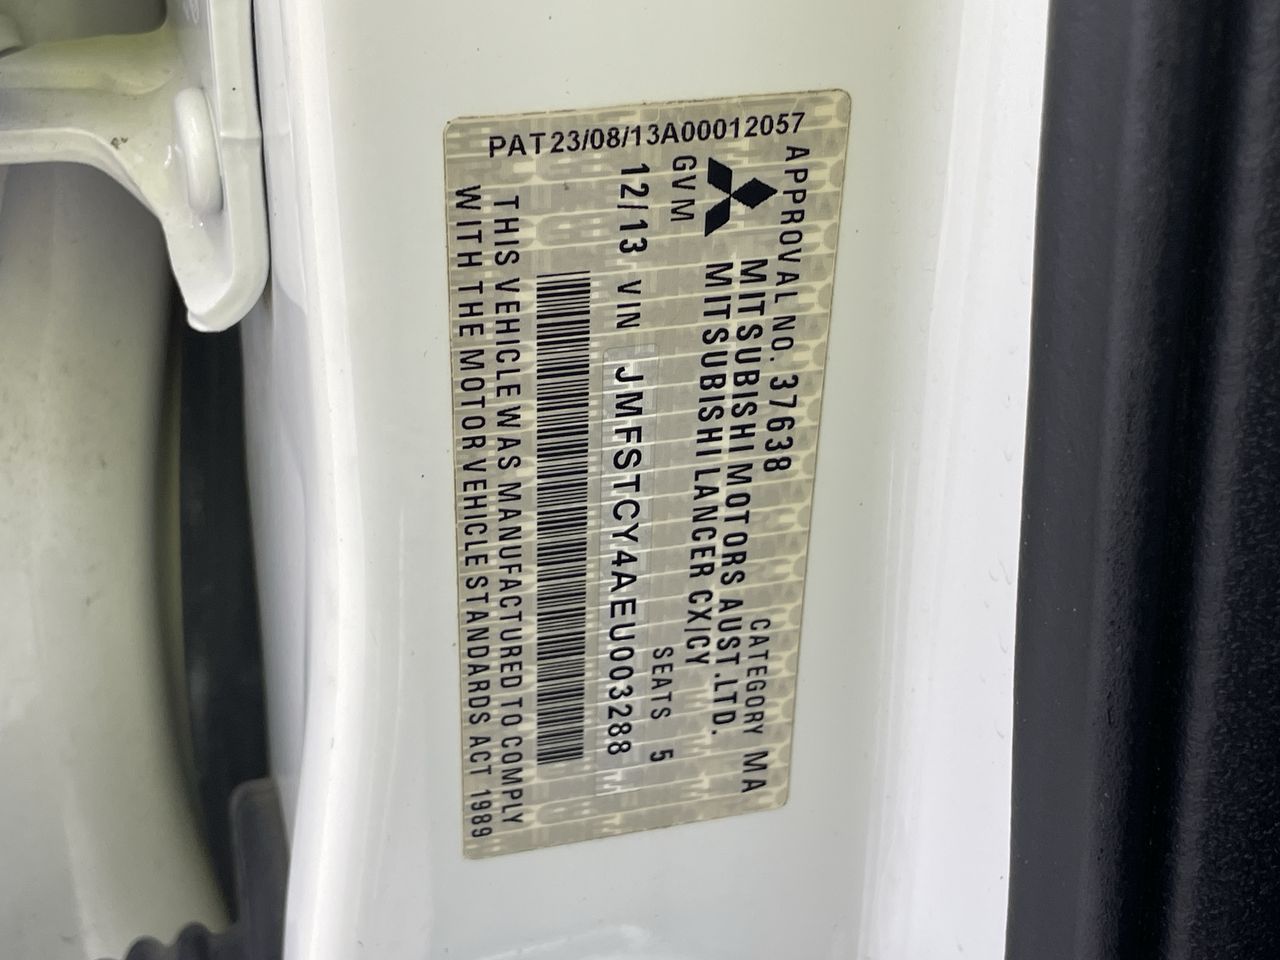 PAT23/08/13A00012057
APPROVAL NO. 37638 CATEGORY MA
MITSUBISHI MOTORS AUST.LTD.
MITSUBISHI LANCER CX|CY
GVM SEATS 5
12/13 VIN JMFSTCY4AEU003288
THIS VEHICLE WAS MANUFACTURED TO COMPLY
WITH THE MOTOR VEHICLE STANDARDS ACT 1989